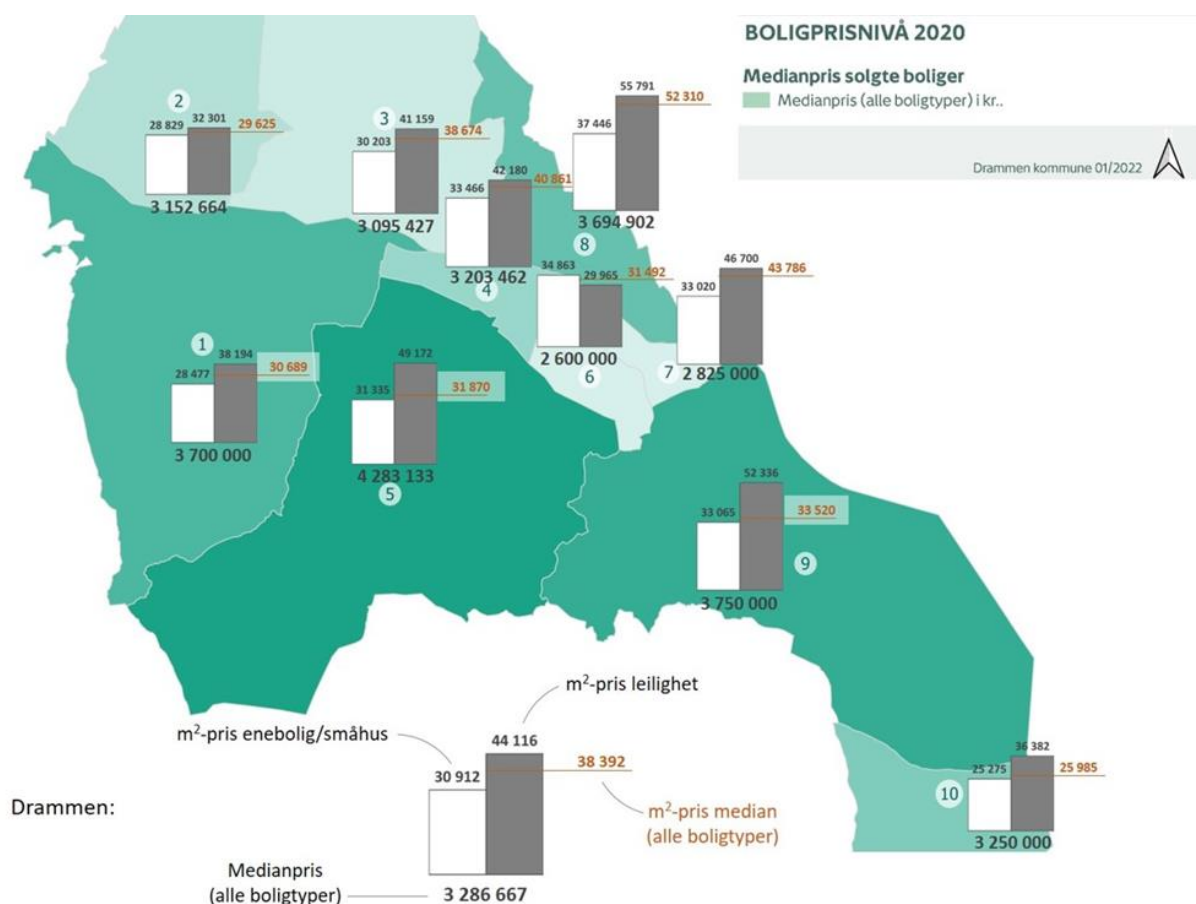 BOLIGPRISNIVÅ 2020
Medianpris solgte boliger
Medianpris (alle boligtyper) i kr..
Drammen kommune 01/2022
2
28 829
32 301
29 625
3 152 664
3
30 203
41 159
38 674
3 095 427
33 466
42 180
40 861
3 203 462
4
37 446
55 791
52 310
3 694 902
8
34 863
29 965
31 492
2 600 000
6
33 020
46 700
43 786
2 825 000
7
1
28 477
38 194
30 689
3 700 000
31 335
49 172
31 870
4 283 133
5
33 065
52 336
33 520
3 750 000
9
25 275
36 382
25 985
3 250 000
10
Drammen:
m²-pris enebolig/småhus
m²-pris leilighet
30 912
44 116
38 392
m²-pris median
(alle boligtyper)
Medianpris
(alle boligtyper)
3 286 667